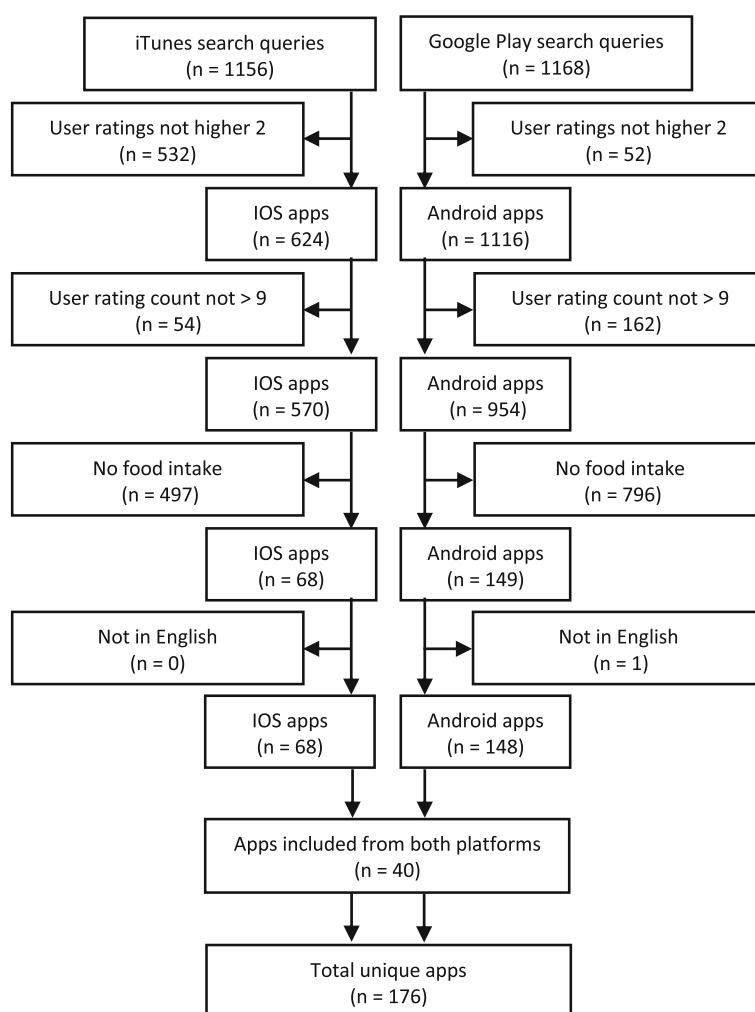 iTunes search queries
(n = 1156)
Google Play search queries
(n = 1168)
User ratings not higher 2
(n = 532)
User ratings not higher 2
(n = 52)
IOS apps
(n = 624)
Android apps
(n = 1116)
User rating count not > 9
(n = 54)
User rating count not > 9
(n = 162)
IOS apps
(n = 570)
Android apps
(n = 954)
No food intake
(n = 497)
No food intake
(n = 796)
IOS apps
(n = 68)
Android apps
(n = 149)
Not in English
(n = 0)
Not in English
(n = 1)
IOS apps
(n = 68)
Android apps
(n = 148)
Apps included from both platforms
(n = 40)
Total unique apps
(n = 176)